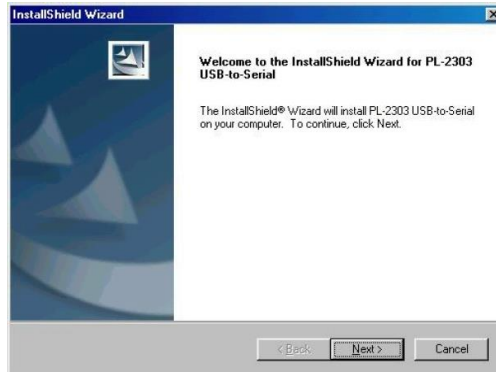 InstallShield Wizard
Welcome to the InstallShield Wizard for PL-2303
USB-to-Serial
The InstallShield® Wizard will install PL-2303 USB-to-Serial
on your computer. To continue, click Next.
< Back
Next >
Cancel